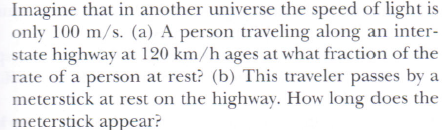 Imagine that in another universe the speed of light is
only 100 m/s. (a) A person traveling along an inter-
state highway at 120 km/h ages at what fraction of the
rate of a person at rest? (b) This traveler passes by a
meterstick at rest on the highway. How long does the
meterstick appear?